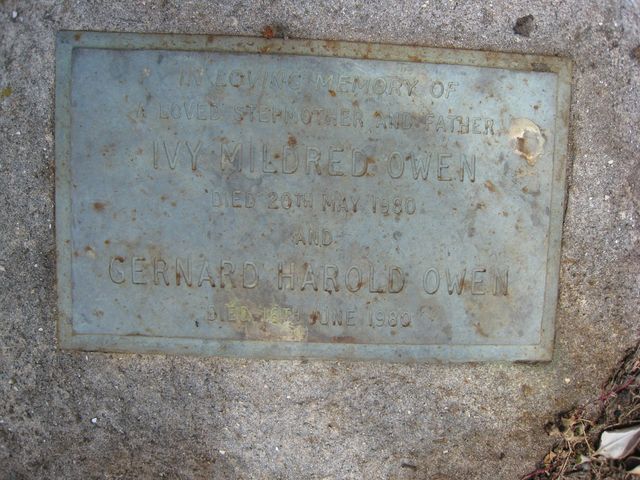 IN LOVING MEMORY OF
A LOVED STEPMOTHER AND FATHER
IVY MILDRED OWEN
DIED 20TH MAY 1980
AND
GERNARD HAROLD OWEN
DIED 16TH JUNE 1980